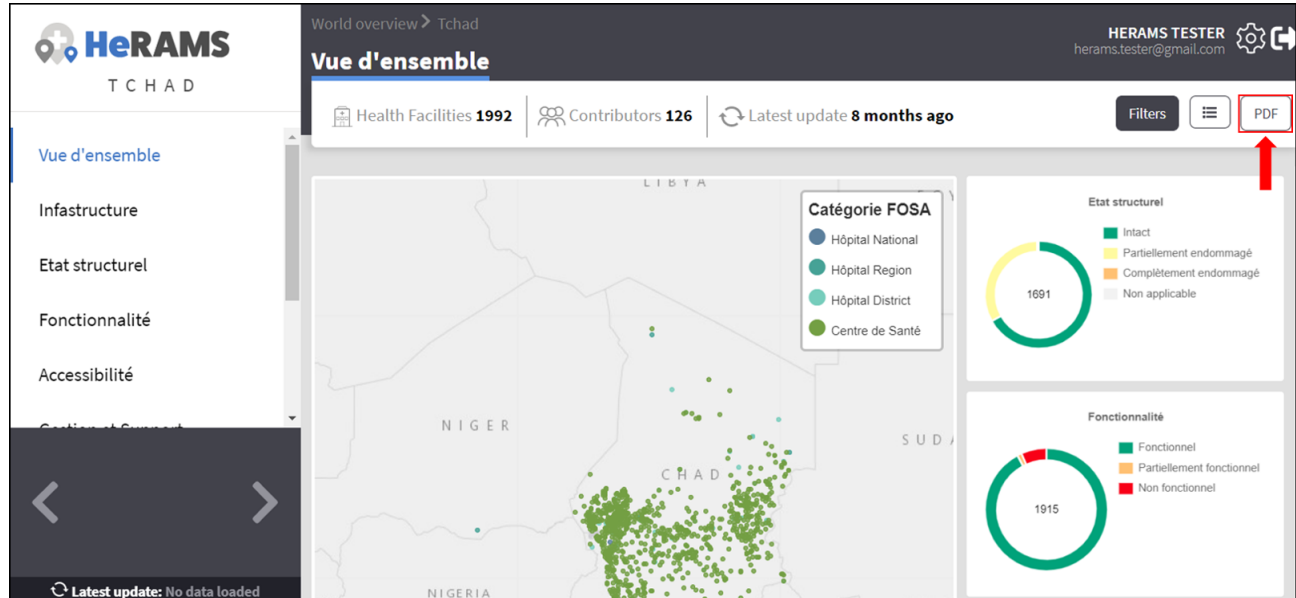 HeRAMS
TCHAD
Vue d'ensemble
Infastructure
Etat structurel
Fonctionnalité
Accessibilité
Gestion et Support
Latest update: No data loaded
World overview > Tchad
Vue d'ensemble
HERAMS TESTER
herams.tester@gmail.com
Health Facilities 1992
Contributors 126
Latest update 8 months ago
Filters
PDF
LIBYA
NIGER
CHAD
NIGERIA
Catégorie FOSA
Hôpital National
Hôpital Region
Hôpital District
Centre de Santé
Etat structurel
Intact
Partiellement endommagé
Complètement endommagé
Non applicable
1691
Fonctionnalité
Fonctionnel
Partiellement fonctionnel
Non fonctionnel
1915